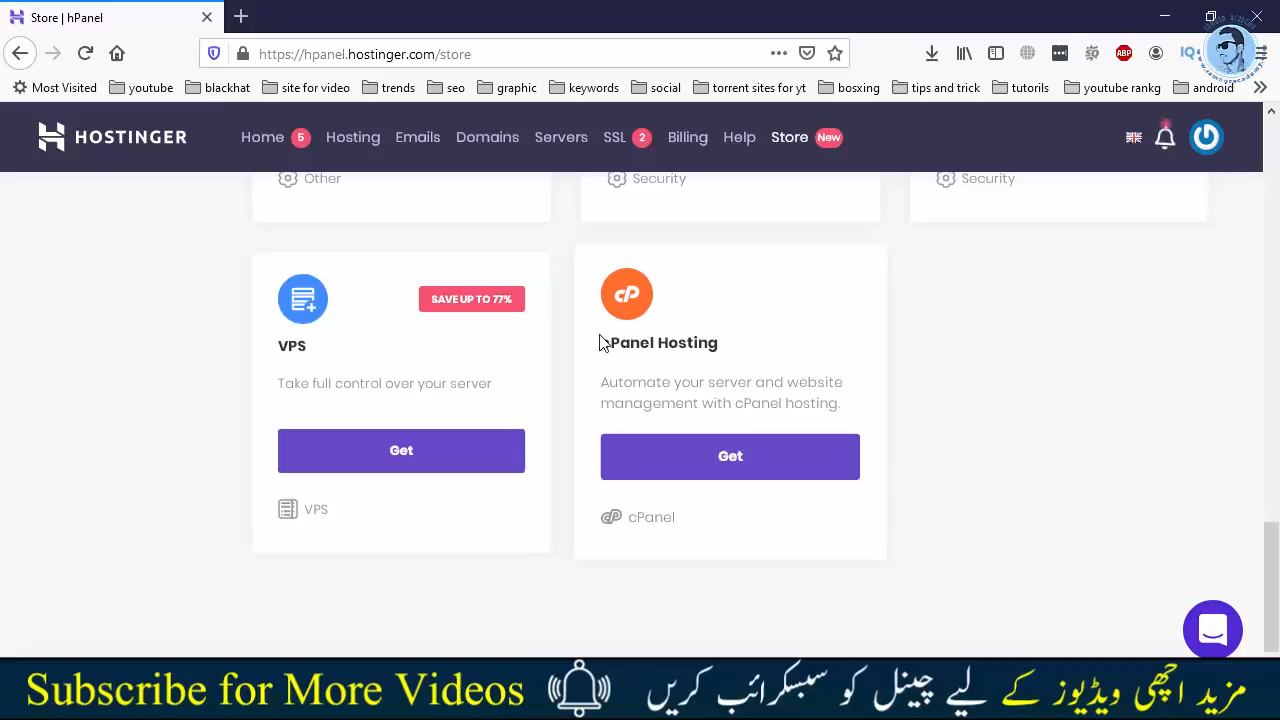 Store | hPanel
https://hpanel.hostinger.com/store
ABP
IQ
Most Visited
youtube
blackhat
site for video
trends
seo
graphic
keywords
social
torrent sites for yt
boxsing
tips and trick
tutorils
youtube rankg
android
HOSTINGER
Home 5
Hosting
Emails
Domains
Servers
SSL 2
Billing
Help
Store New
Other
Security
Security
SAVE UP TO 77%
VPS
Take full control over your server
Get
VPS
cP
cPanel Hosting
Automate your server and website
management with cPanel hosting.
Get
cPanel
Subscribe for More Videos
مزید اچھی ویڈیوز کے لیے چینل کو سبسکرائب کریں